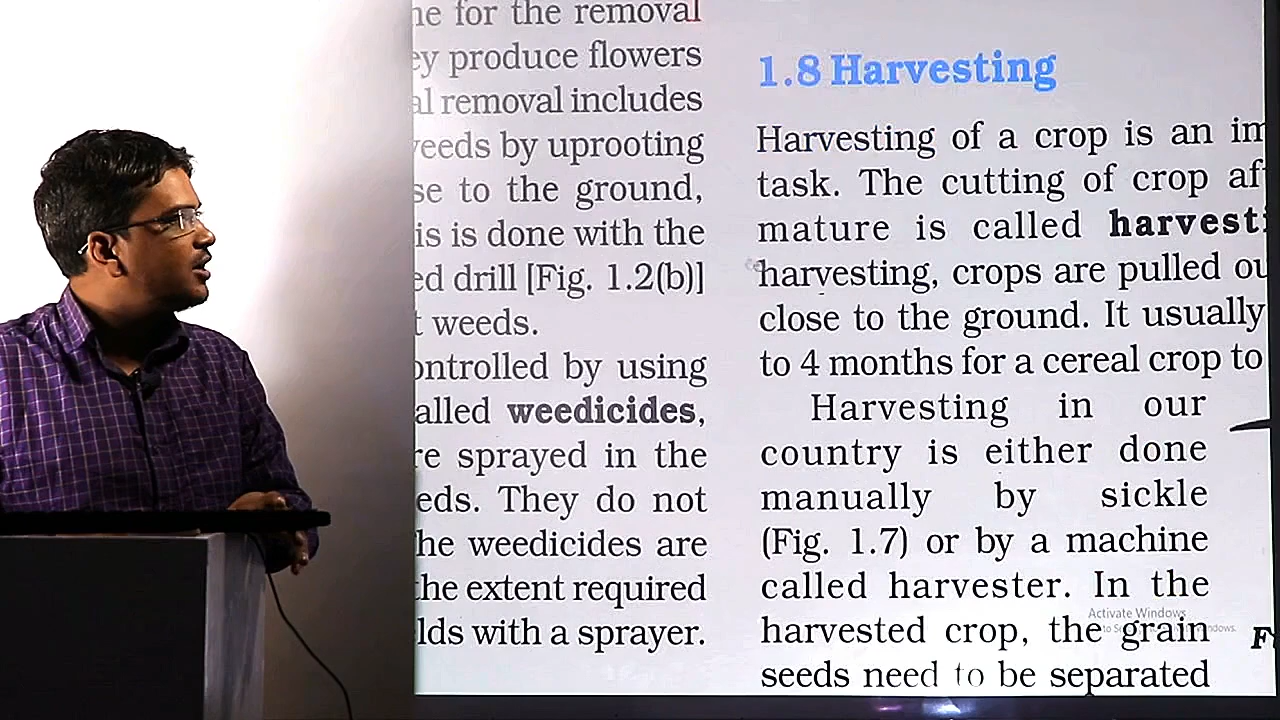 ne for the removal
ey produce flowers
al removal includes
veeds by uprooting
se to the ground,
is is done with the
ed drill [Fig. 1.2(b)]
t weeds.
ontrolled by using
alled weedicides,
re sprayed in the
eds. They do not
the weedicides are
the extent required
lds with a sprayer.
1.8 Harvesting
Harvesting of a crop is an im
task. The cutting of crop aft
mature is called harvesti
harvesting, crops are pulled ou
close to the ground. It usually
to 4 months for a cereal crop to
Harvesting in our
country is either done
manually by sickle
(Fig. 1.7) or by a machine
called harvester. In the
harvested crop, the grain
seeds need to be separated
Activate Windows
F